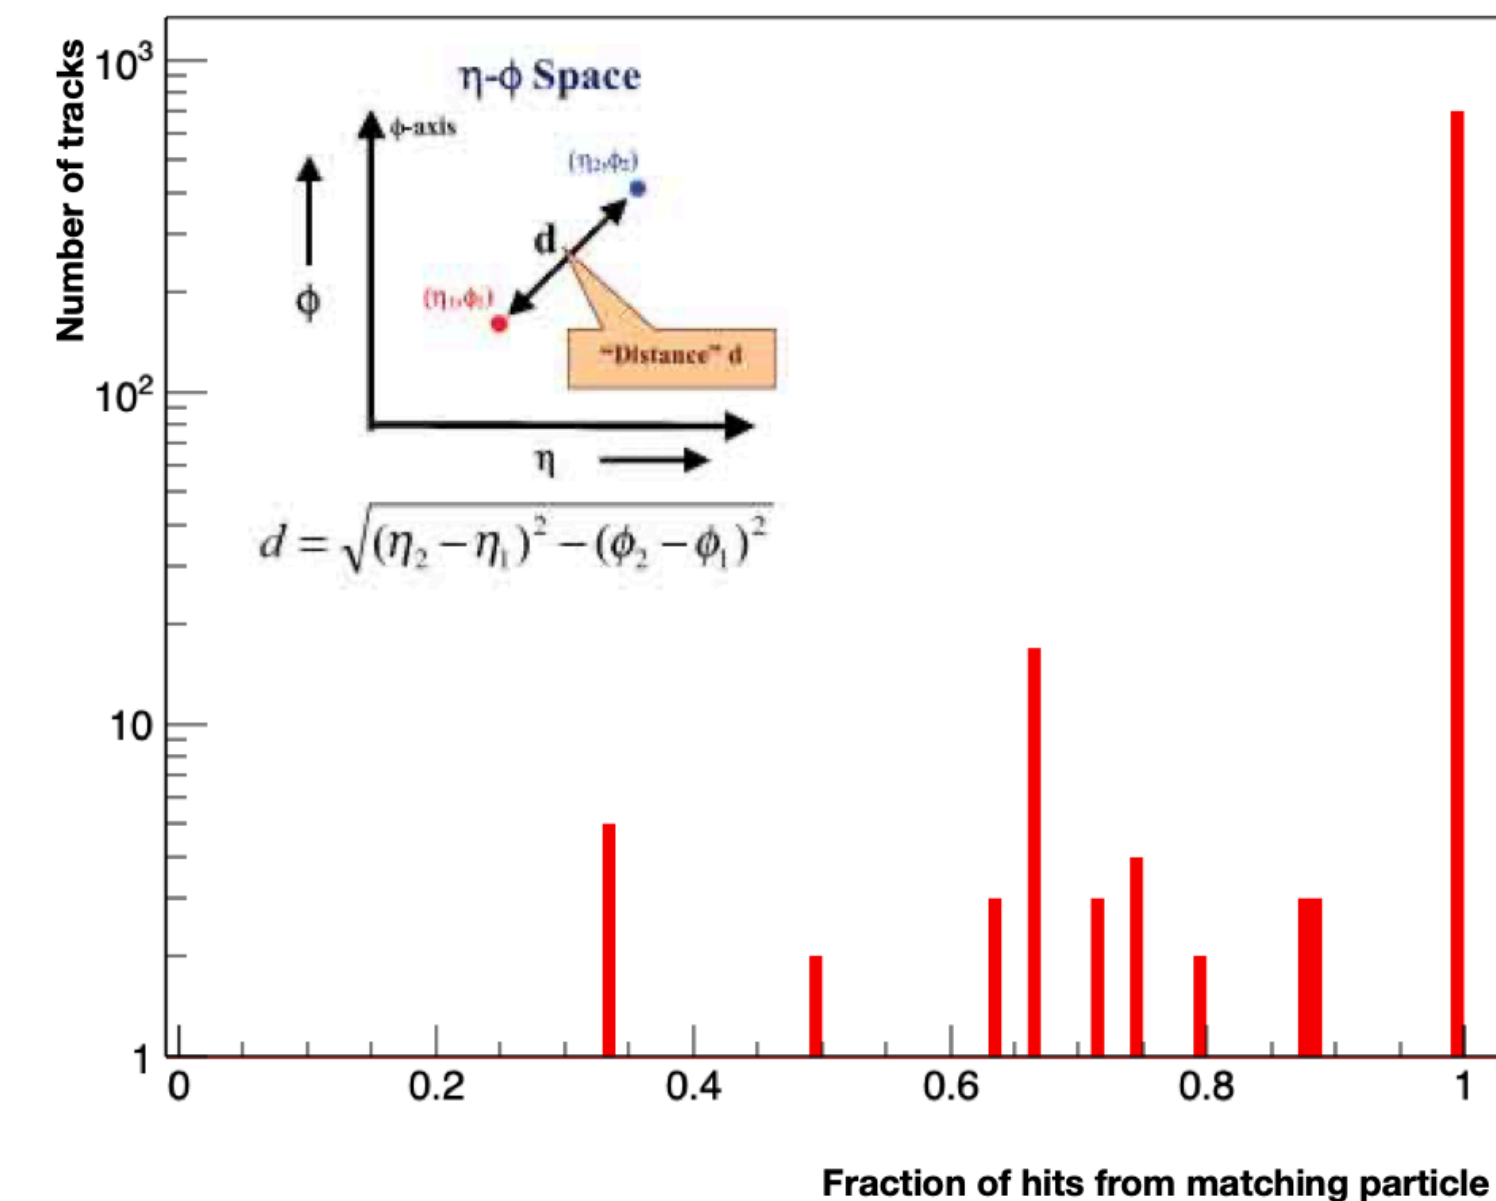 Number of tracks
10³
10²
10
1
η-ϕ Space
ϕ-axis
ϕ
(η₂,ϕ₂)
d
(η₁,ϕ₁)
“Distance” d
η
d = √(η₂ – η₁)² – (ϕ₂ – ϕ₁)²
0 0.2 0.4 0.6 0.8 1
Fraction of hits from matching particle